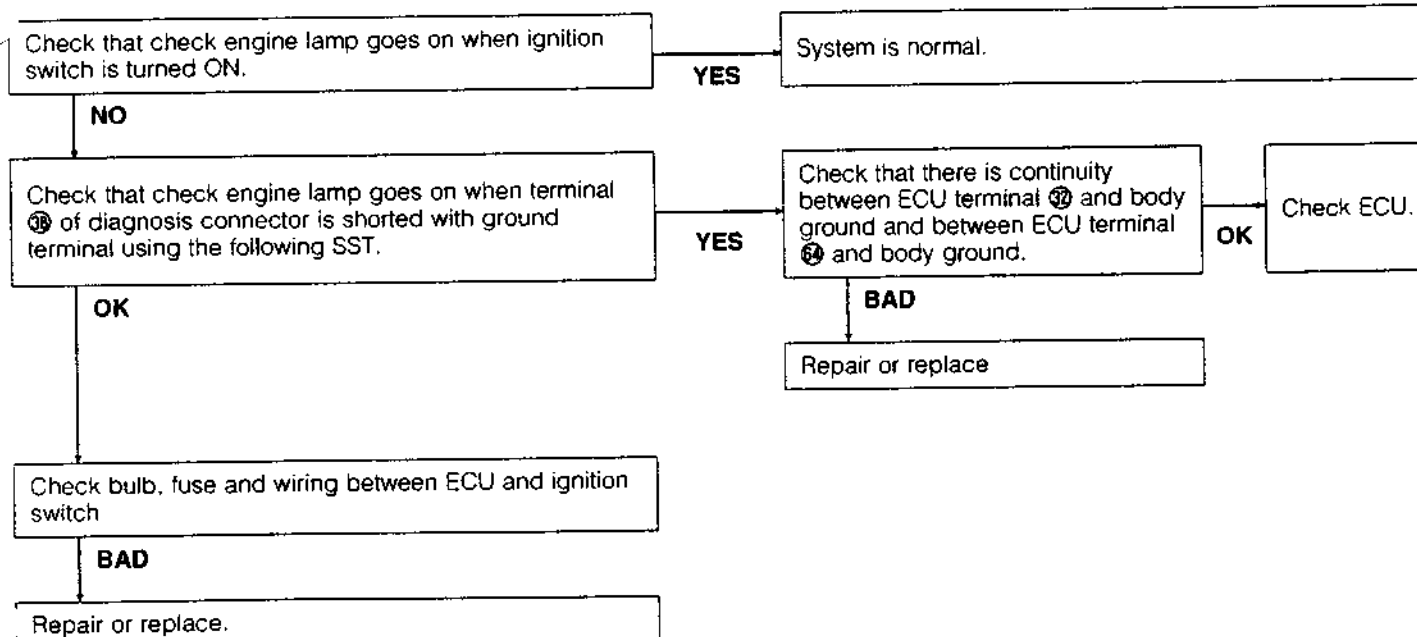 Check that check engine lamp goes on when ignition
switch is turned ON.
YES
System is normal.
NO
Check that check engine lamp goes on when terminal
㊳ of diagnosis connector is shorted with ground
terminal using the following SST.
YES
Check that there is continuity
between ECU terminal ㉜ and body
ground and between ECU terminal
64 and body ground.
OK
Check ECU.
OK
BAD
Repair or replace
Check bulb, fuse and wiring between ECU and ignition
switch
BAD
Repair or replace.